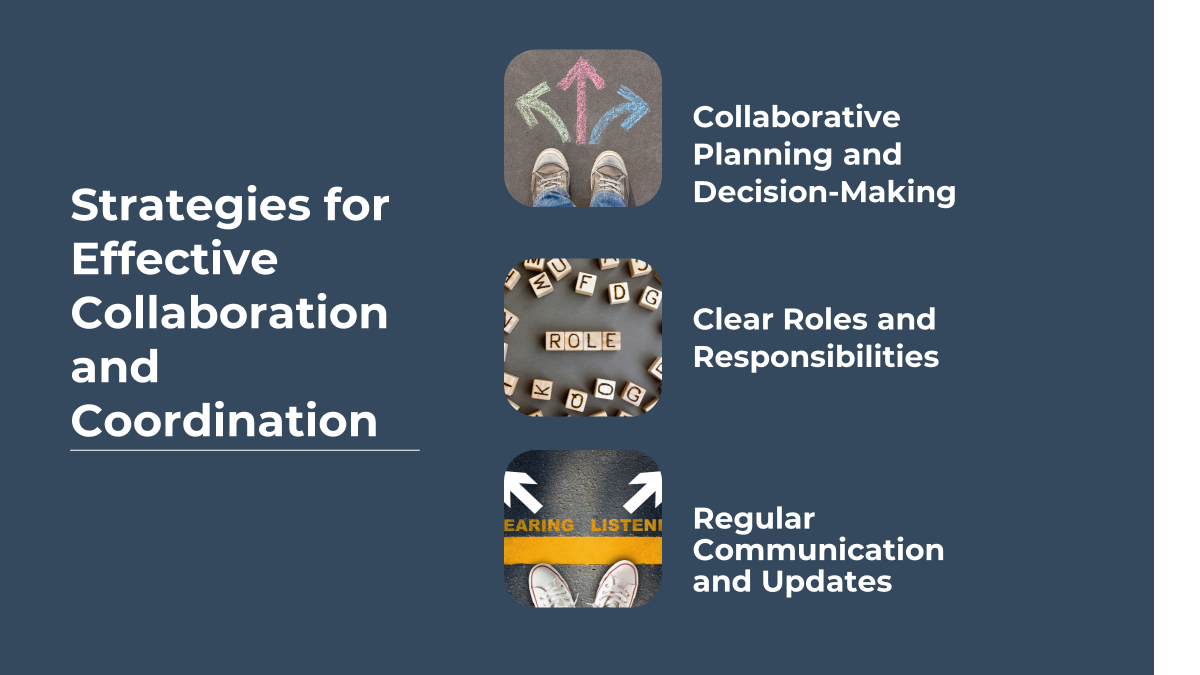 Strategies for
Effective
Collaboration
and
Coordination
Collaborative
Planning and
Decision-Making
M U F D G
ROLE
K O O G
Clear Roles and
Responsibilities
EARING LISTENI
Regular
Communication
and Updates